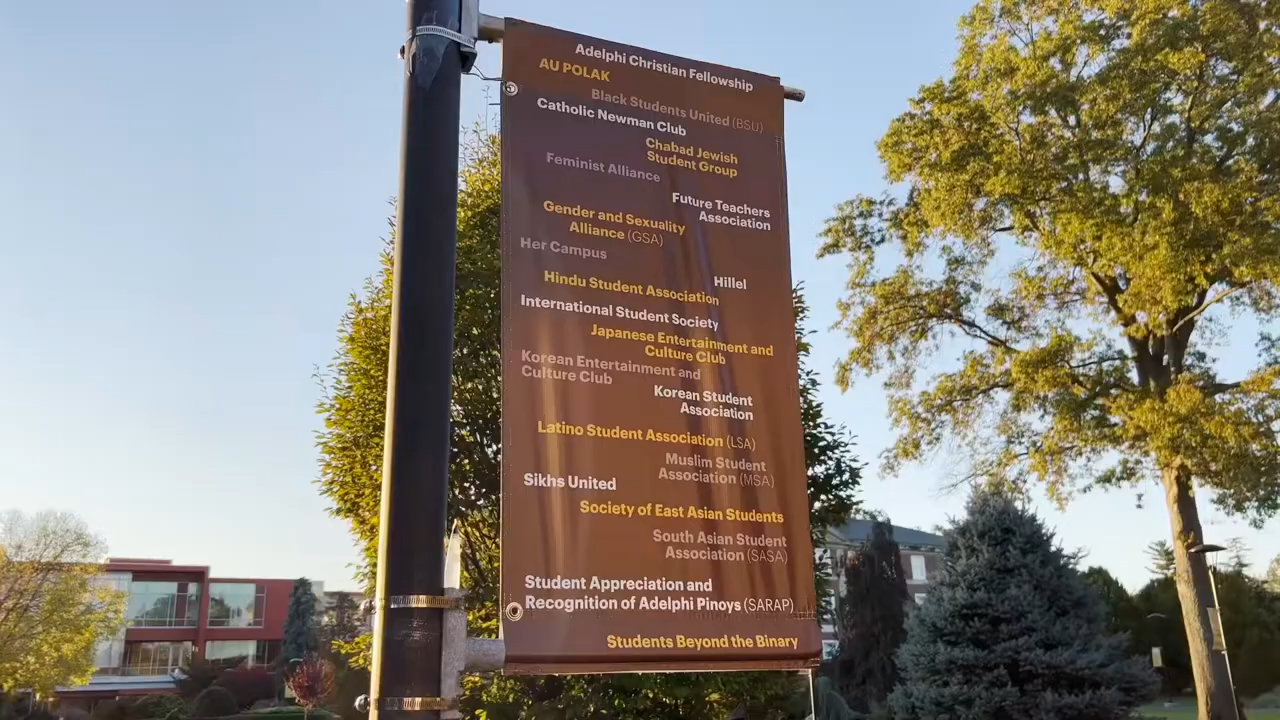 Adelphi Christian Fellowship
AU POLAK
Black Students United (BSU)
Catholic Newman Club
Chabad Jewish
Student Group
Feminist Alliance
Future Teachers
Association
Gender and Sexuality
Alliance (GSA)
Her Campus
Hillel
Hindu Student Association
International Student Society
Japanese Entertainment and
Culture Club
Korean Entertainment and
Culture Club
Korean Student
Association
Latino Student Association (LSA)
Muslim Student
Association (MSA)
Sikhs United
Society of East Asian Students
South Asian Student
Association (SASA)
Student Appreciation and
Recognition of Adelphi Pinoys (SARAP)
Students Beyond the Binary